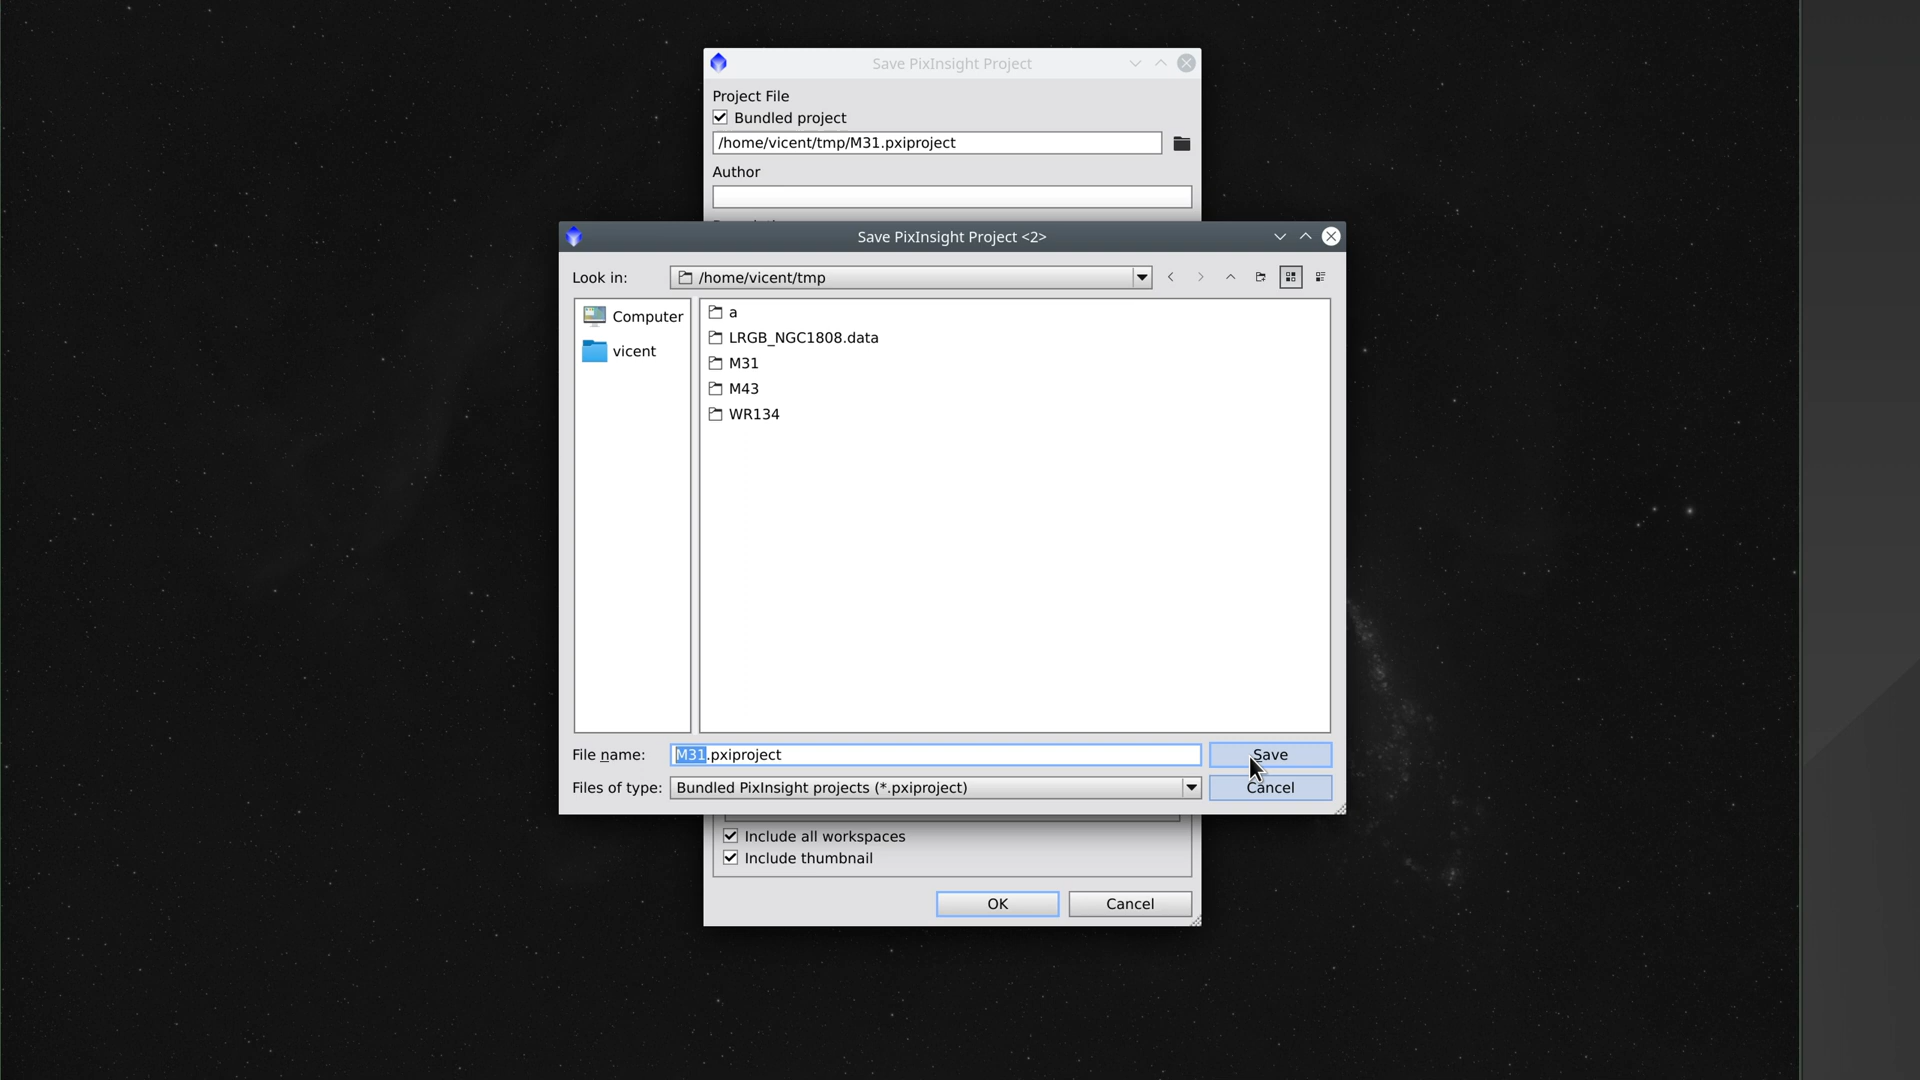 Save PixInsight Project
Project File
Bundled project
/home/vicent/tmp/M31.pxiproject
Author
Save PixInsight Project <2>
Look in:
/home/vicent/tmp
Computer
vicent
a
LRGB_NGC1808.data
M31
M43
WR134
File name:
M31.pxiproject
Save
Files of type:
Bundled PixInsight projects (*.pxiproject)
Cancel
Include all workspaces
Include thumbnail
OK
Cancel